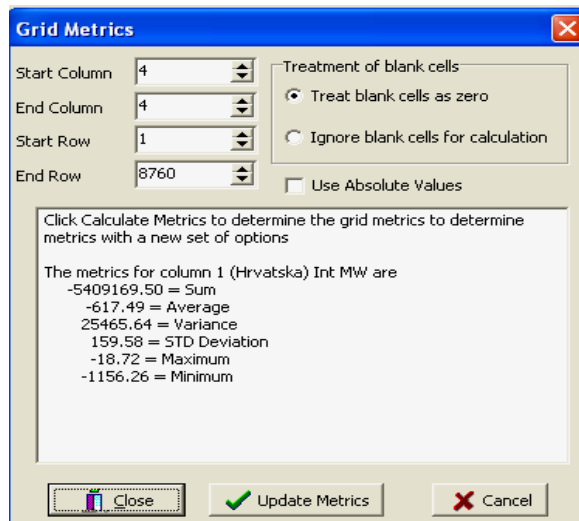 Grid Metrics
Start Column 4
End Column 4
Start Row 1
End Row 8760
Treatment of blank cells
Treat blank cells as zero
Ignore blank cells for calculation
Use Absolute Values
Click Calculate Metrics to determine the grid metrics to determine
metrics with a new set of options
The metrics for column 1 (Hrvatska) Int MW are
-5409169.50 = Sum
-617.49 = Average
25465.64 = Variance
159.58 = STD Deviation
-18.72 = Maximum
-1156.26 = Minimum
Close
Update Metrics
Cancel